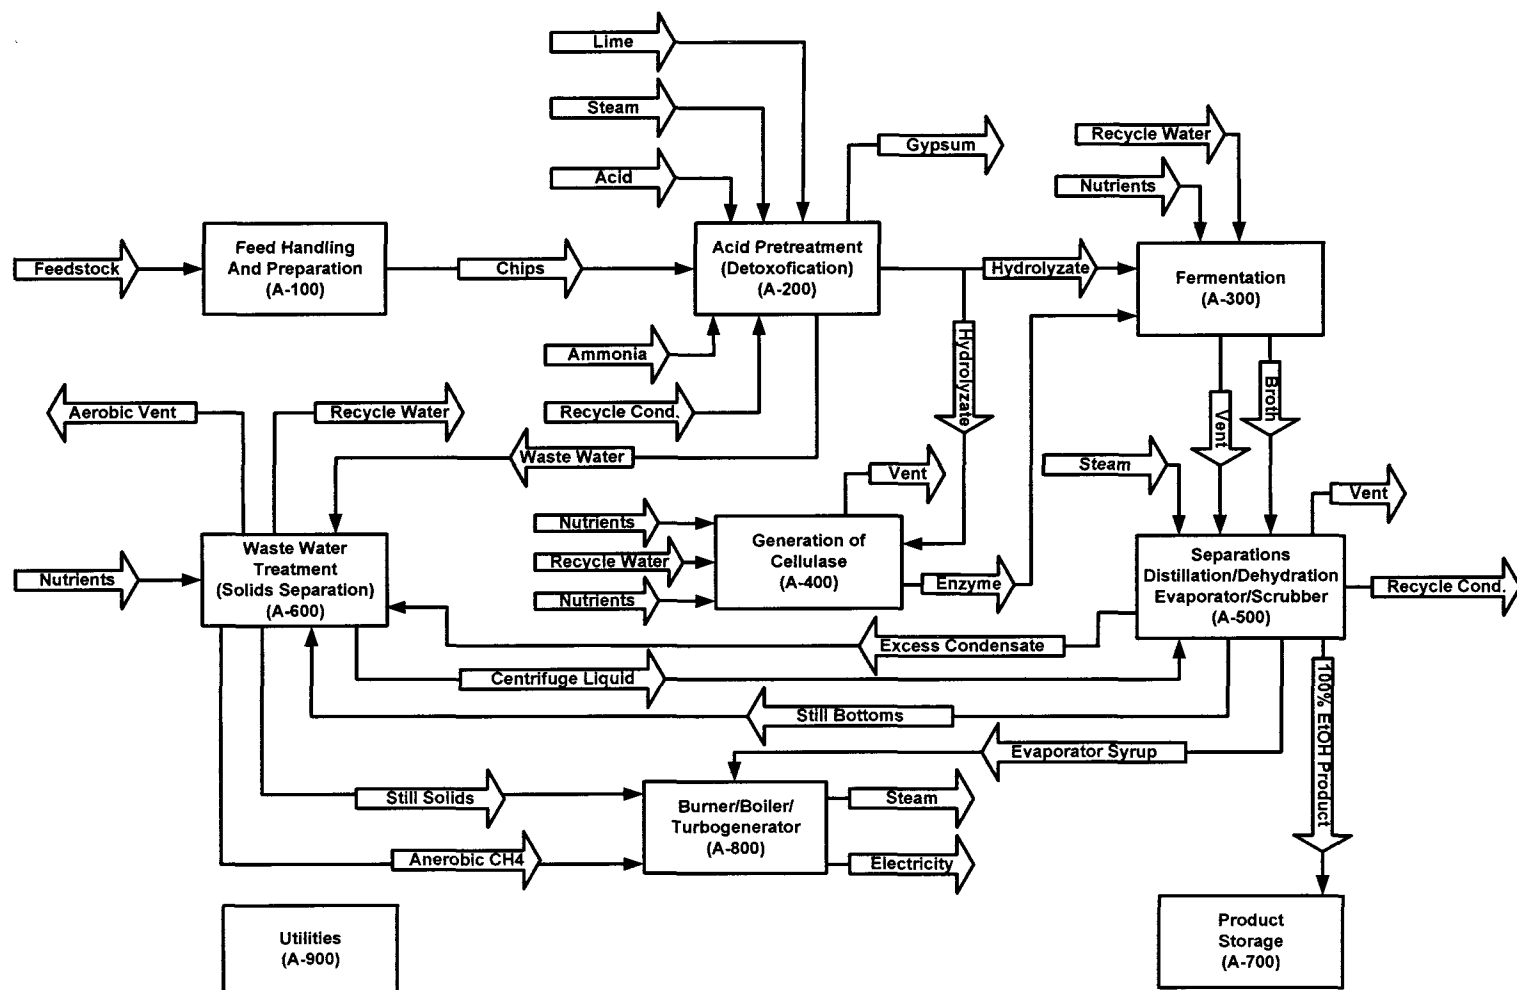 Lime
Steam
Acid
Gypsum
Recycle Water
Nutrients
Feedstock
Feed Handling
And Preparation
(A-100)
Chips
Acid Pretreatment
(Detoxofication)
(A-200)
Hydrolyzate
Fermentation
(A-300)
Ammonia
Recycle Cond.
Hydrolyzate
Vent
Broth
Aerobic Vent
Recycle Water
Waste Water
Vent
Steam
Vent
Nutrients
Recycle Water
Nutrients
Generation of
Cellulase
(A-400)
Enzyme
Nutrients
Waste Water
Treatment
(Solids Separation)
(A-600)
Separations
Distillation/Dehydration
Evaporator/Scrubber
(A-500)
Recycle Cond.
Excess Condensate
Centrifuge Liquid
Still Bottoms
Evaporator Syrup
100% EtOH Product
Still Solids
Anerobic CH4
Burner/Boiler/
Turbogenerator
(A-800)
Steam
Electricity
Utilities
(A-900)
Product
Storage
(A-700)